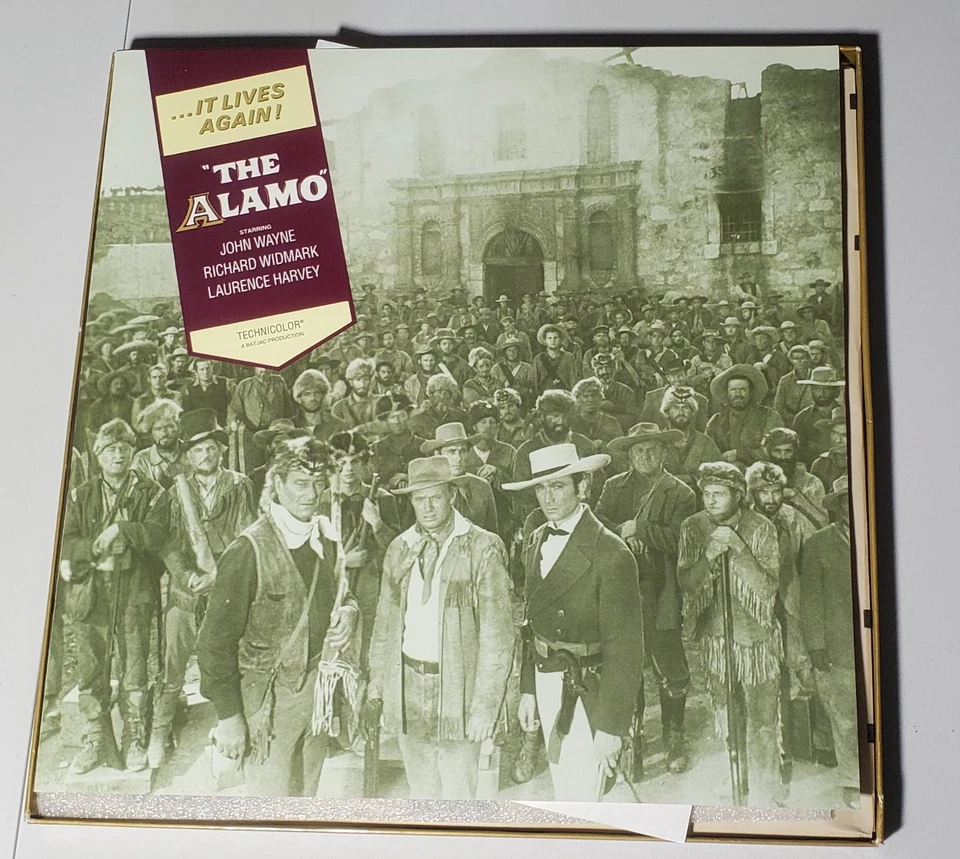 ...IT LIVES
AGAIN!
"THE
ALAMO"
STARRING
JOHN WAYNE
RICHARD WIDMARK
LAURENCE HARVEY
TECHNICOLOR®
A BATJAC PRODUCTION